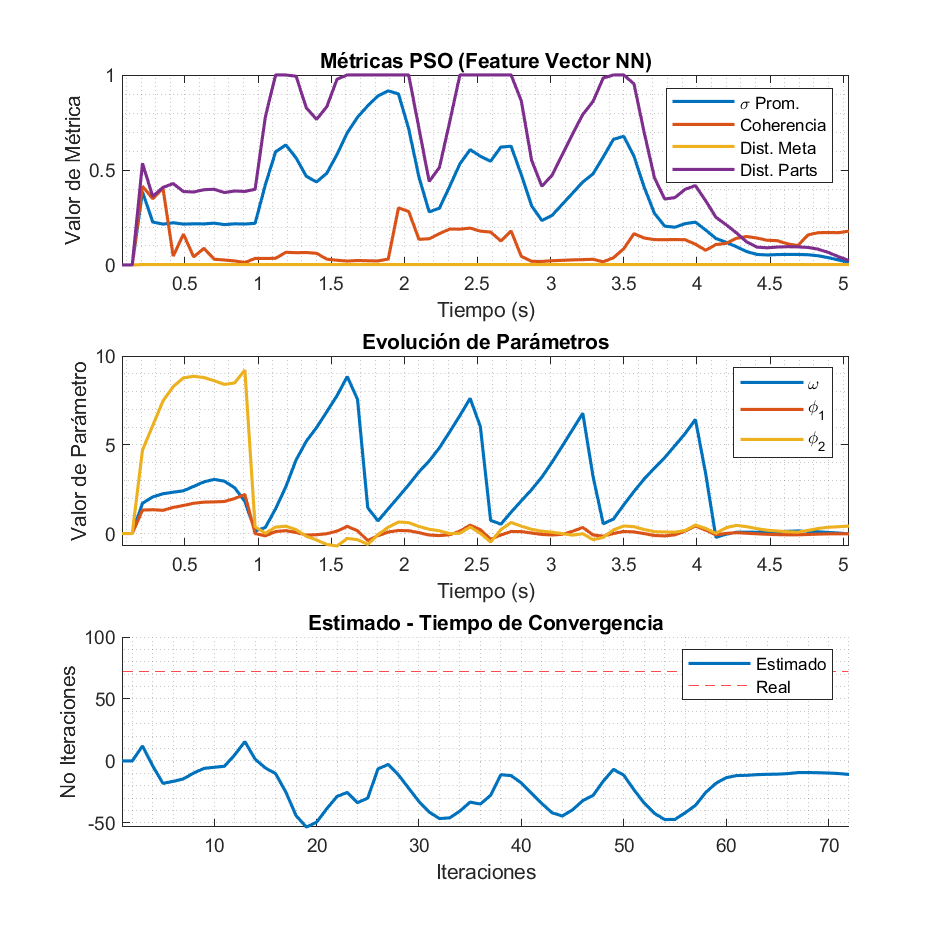 Métricas PSO (Feature Vector NN)
Valor de Métrica
1
0.5
0
σ Prom.
Coherencia
Dist. Meta
Dist. Parts
0.5 1 1.5 2 2.5 3 3.5 4 4.5 5
Tiempo (s)
Evolución de Parámetros
Valor de Parámetro
10
5
0
ω
ϕ1
ϕ2
0.5 1 1.5 2 2.5 3 3.5 4 4.5 5
Tiempo (s)
Estimado - Tiempo de Convergencia
No Iteraciones
100
50
0
-50
Estimado
Real
10 20 30 40 50 60 70
Iteraciones